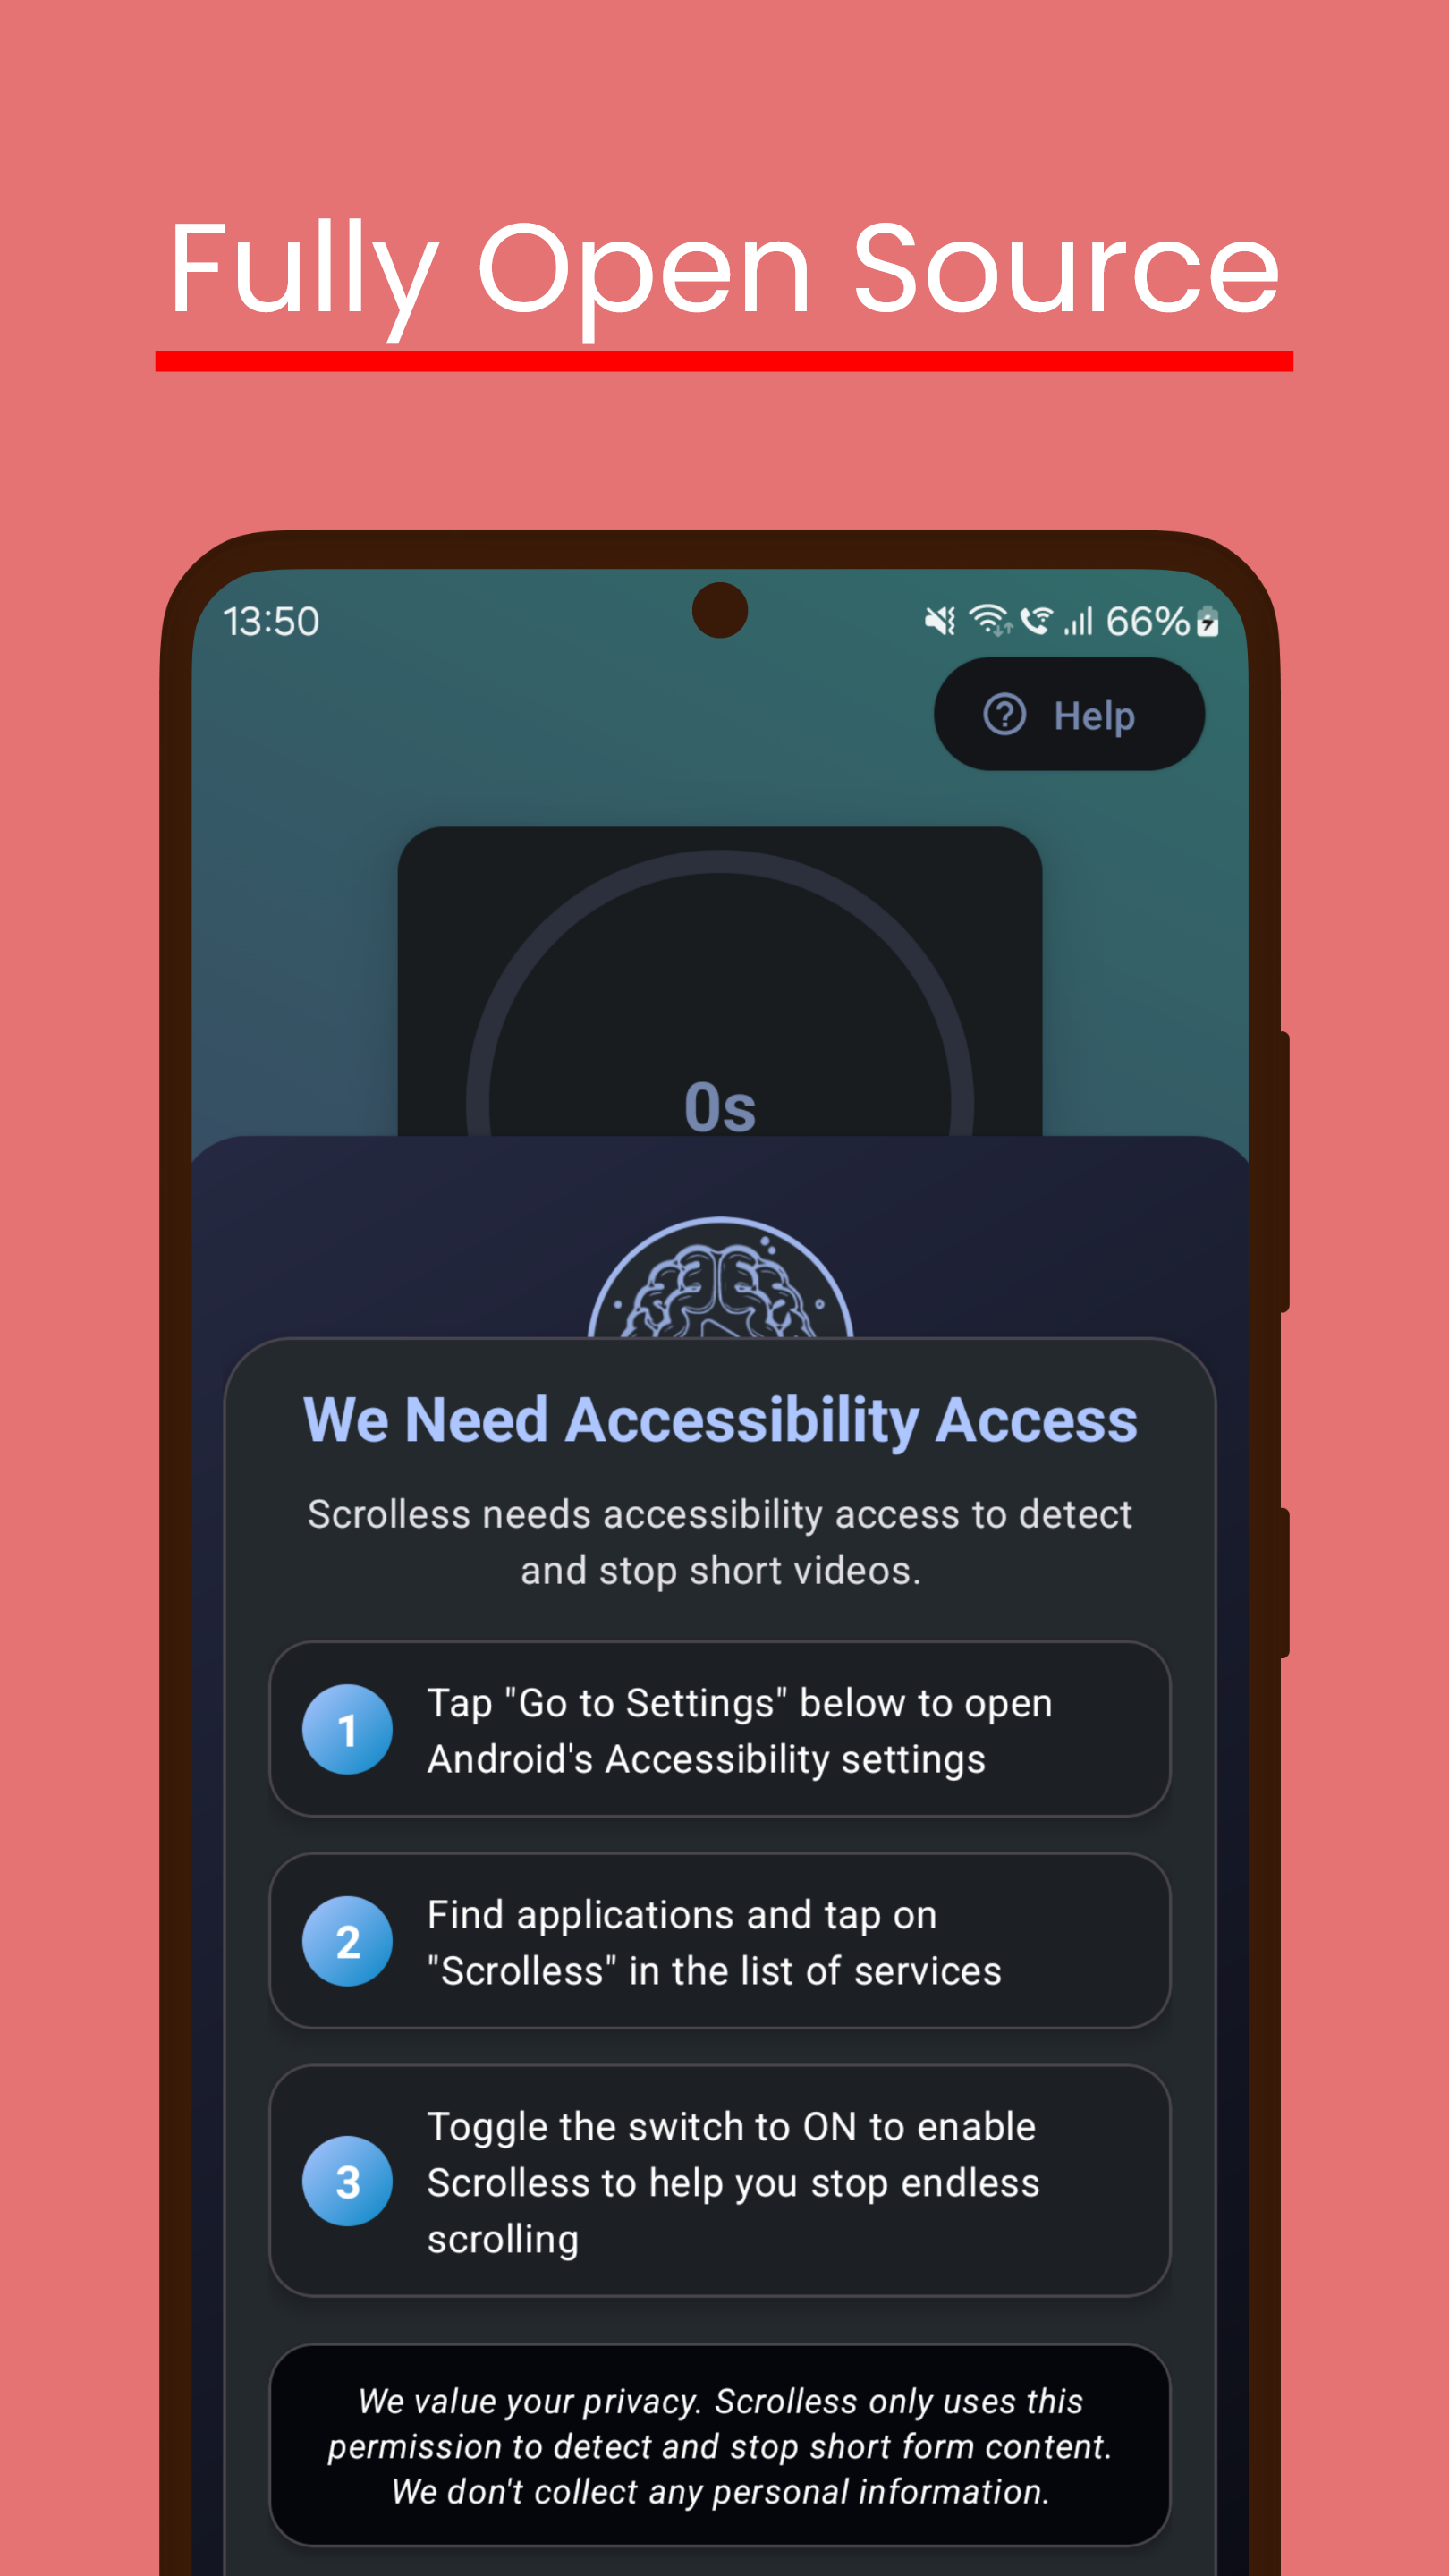 Fully Open Source
13:50
66%
Help
0s
We Need Accessibility Access
Scrolless needs accessibility access to detect
and stop short videos.
1
Tap "Go to Settings" below to open
Android's Accessibility settings
2
Find applications and tap on
"Scrolless" in the list of services
3
Toggle the switch to ON to enable
Scrolless to help you stop endless
scrolling
We value your privacy. Scrolless only uses this
permission to detect and stop short form content.
We don't collect any personal information.